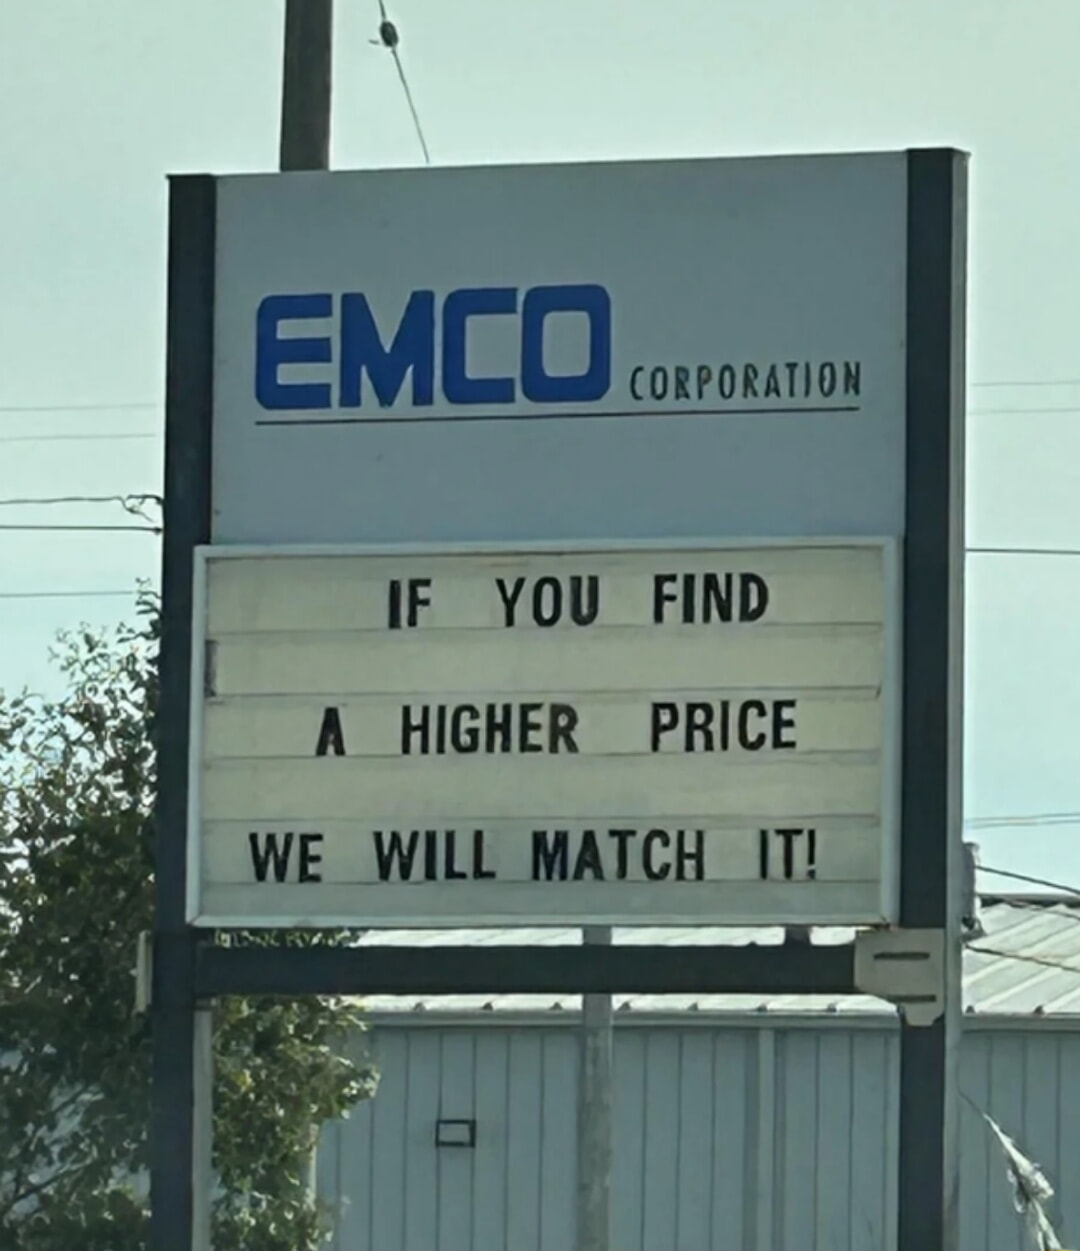 EMCO CORPORATION
IF YOU FIND
A HIGHER PRICE
WE WILL MATCH IT!